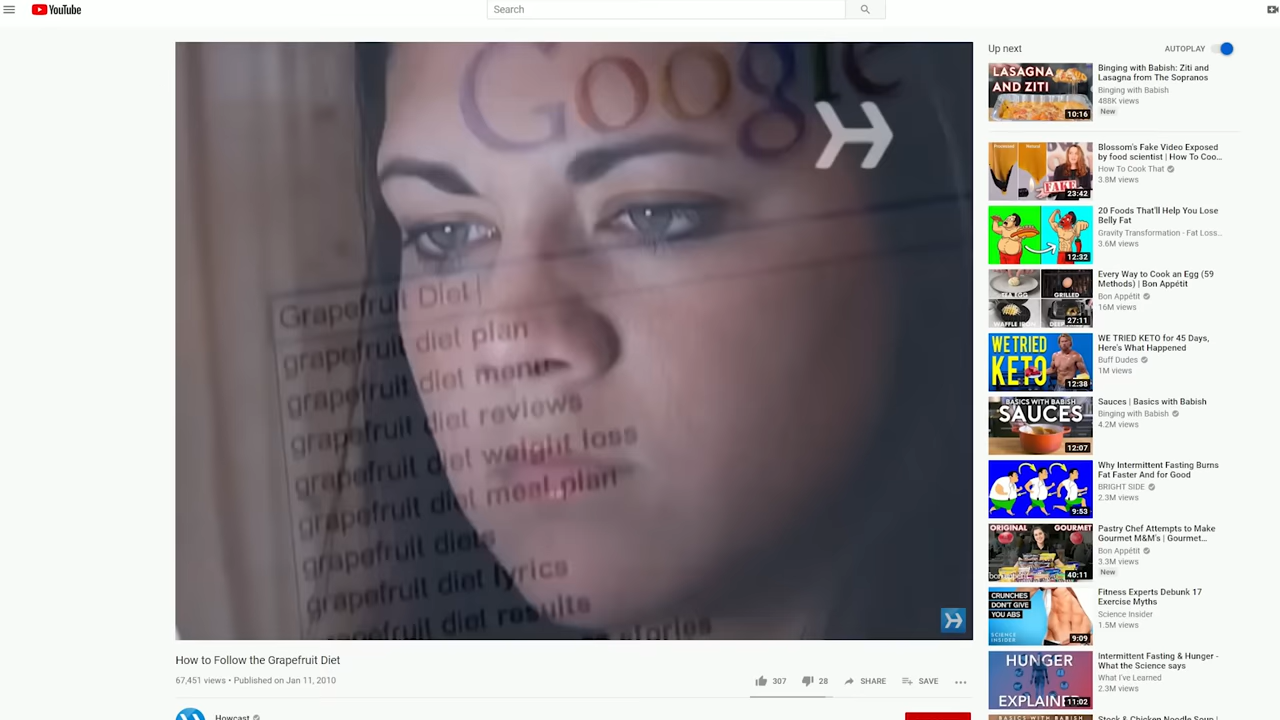 YouTube
Search
Google
Grapefruit Diet
grapefruit diet plan
grapefruit diet menu
grapefruit diet reviews
grapefruit diet weight loss
grapefruit diet meal plan
grapefruit diets
grapefruit diet lyrics
grapefruit diet results
How to Follow the Grapefruit Diet
67,451 views • Published on Jan 11, 2010
307
28
SHARE
SAVE
Howcast
Up next
AUTOPLAY
LASAGNA
AND ZITI
10:16
Binging with Babish: Ziti and
Lasagna from The Sopranos
Binging with Babish
488K views
New
FAKE
23:42
Blossom's Fake Video Exposed
by food scientist | How To Coo...
How To Cook That
3.8M views
12:32
20 Foods That'll Help You Lose
Belly Fat
Gravity Transformation - Fat Loss...
3.6M views
GRILLED
WAFFLE IRON
27:11
Every Way to Cook an Egg (59
Methods) | Bon Appétit
Bon Appétit
16M views
WE TRIED
KETO
12:38
WE TRIED KETO for 45 Days,
Here's What Happened
Buff Dudes
1M views
BASICS WITH BABISH
SAUCES
12:07
Sauces | Basics with Babish
Binging with Babish
4.2M views
9:53
Why Intermittent Fasting Burns
Fat Faster And for Good
BRIGHT SIDE
2.3M views
ORIGINAL
GOURMET
40:11
Pastry Chef Attempts to Make
Gourmet M&M's | Gourmet...
Bon Appétit
3.3M views
New
CRUNCHES
DON'T GIVE
YOU ABS
SCIENCE
INSIDER
9:09
Fitness Experts Debunk 17
Exercise Myths
Science Insider
1.5M views
HUNGER
EXPLAINED
11:02
Intermittent Fasting & Hunger -
What the Science says
What I've Learned
2.3M views
BASICS WITH BABISH
Stock & Chicken Noodle Soup |